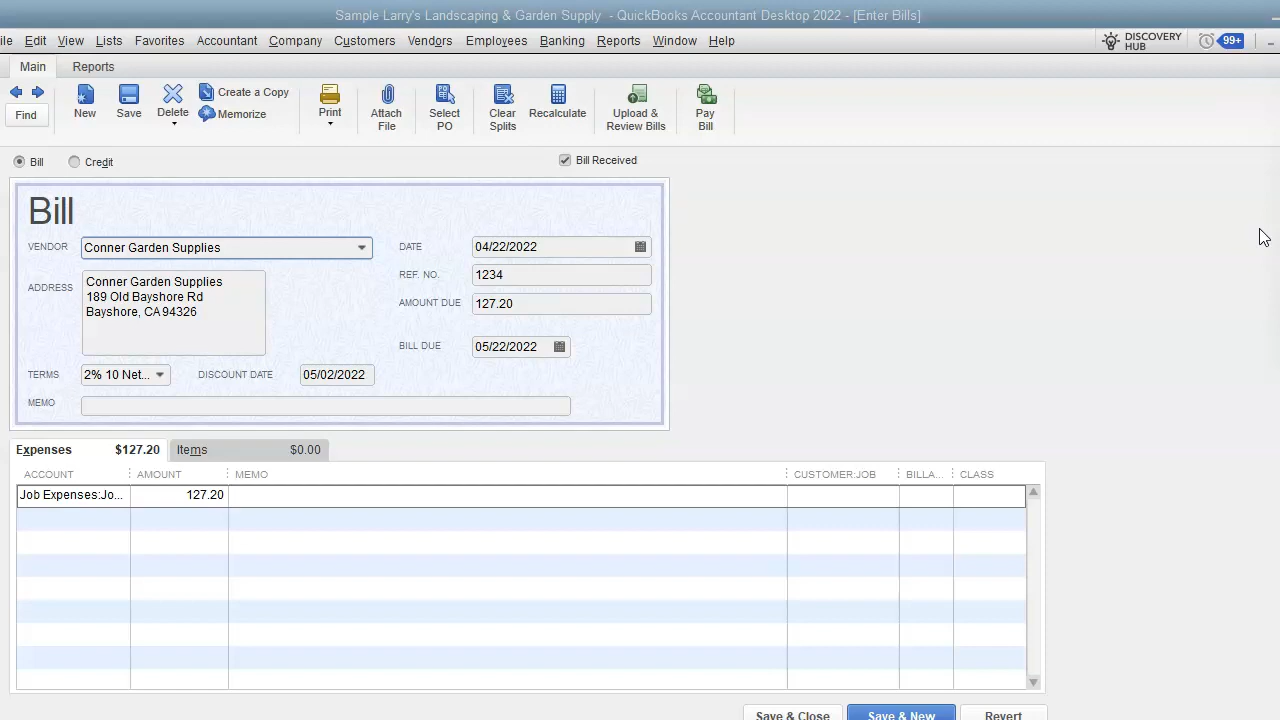 Sample Larry's Landscaping & Garden Supply - QuickBooks Accountant Desktop 2022 - [Enter Bills]
ile Edit View Lists Favorites Accountant Company Customers Vendors Employees Banking Reports Window Help DISCOVERY HUB 99+
Main Reports
Find New Save Delete Create a Copy Memorize Print Attach File Select PO Clear Splits Recalculate Upload & Review Bills Pay Bill
Bill Credit Bill Received
Bill
VENDOR Conner Garden Supplies DATE 04/22/2022
REF. NO. 1234
ADDRESS Conner Garden Supplies
189 Old Bayshore Rd
Bayshore, CA 94326
AMOUNT DUE 127.20
BILL DUE 05/22/2022
TERMS 2% 10 Net... DISCOUNT DATE 05/02/2022
MEMO
Expenses $127.20 Items $0.00
ACCOUNT AMOUNT MEMO CUSTOMER:JOB BILLA... CLASS
Job Expenses:Jo... 127.20
Save & Close Save & New Revert